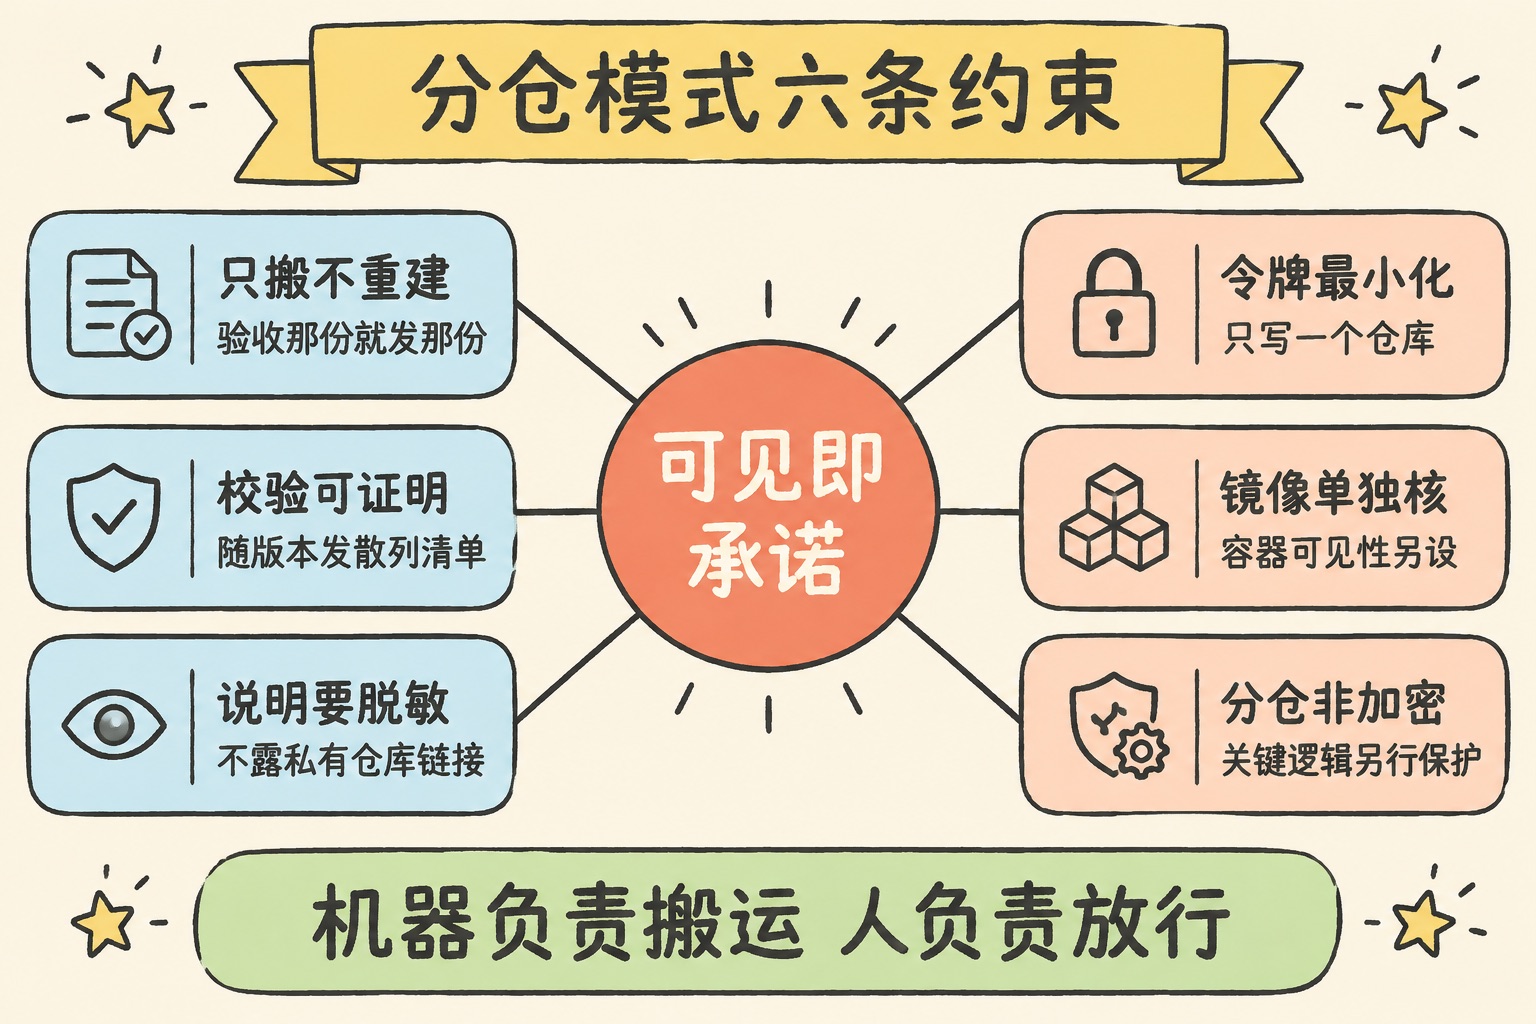 分仓模式六条约束
只搬不重建
验收那份就发那份
校验可证明
随版本发散列清单
说明要脱敏
不露私有仓库链接
可见即
承诺
令牌最小化
只写一个仓库
镜像单独核
容器可见性另设
分仓非加密
关键逻辑另行保护
机器负责搬运 人负责放行